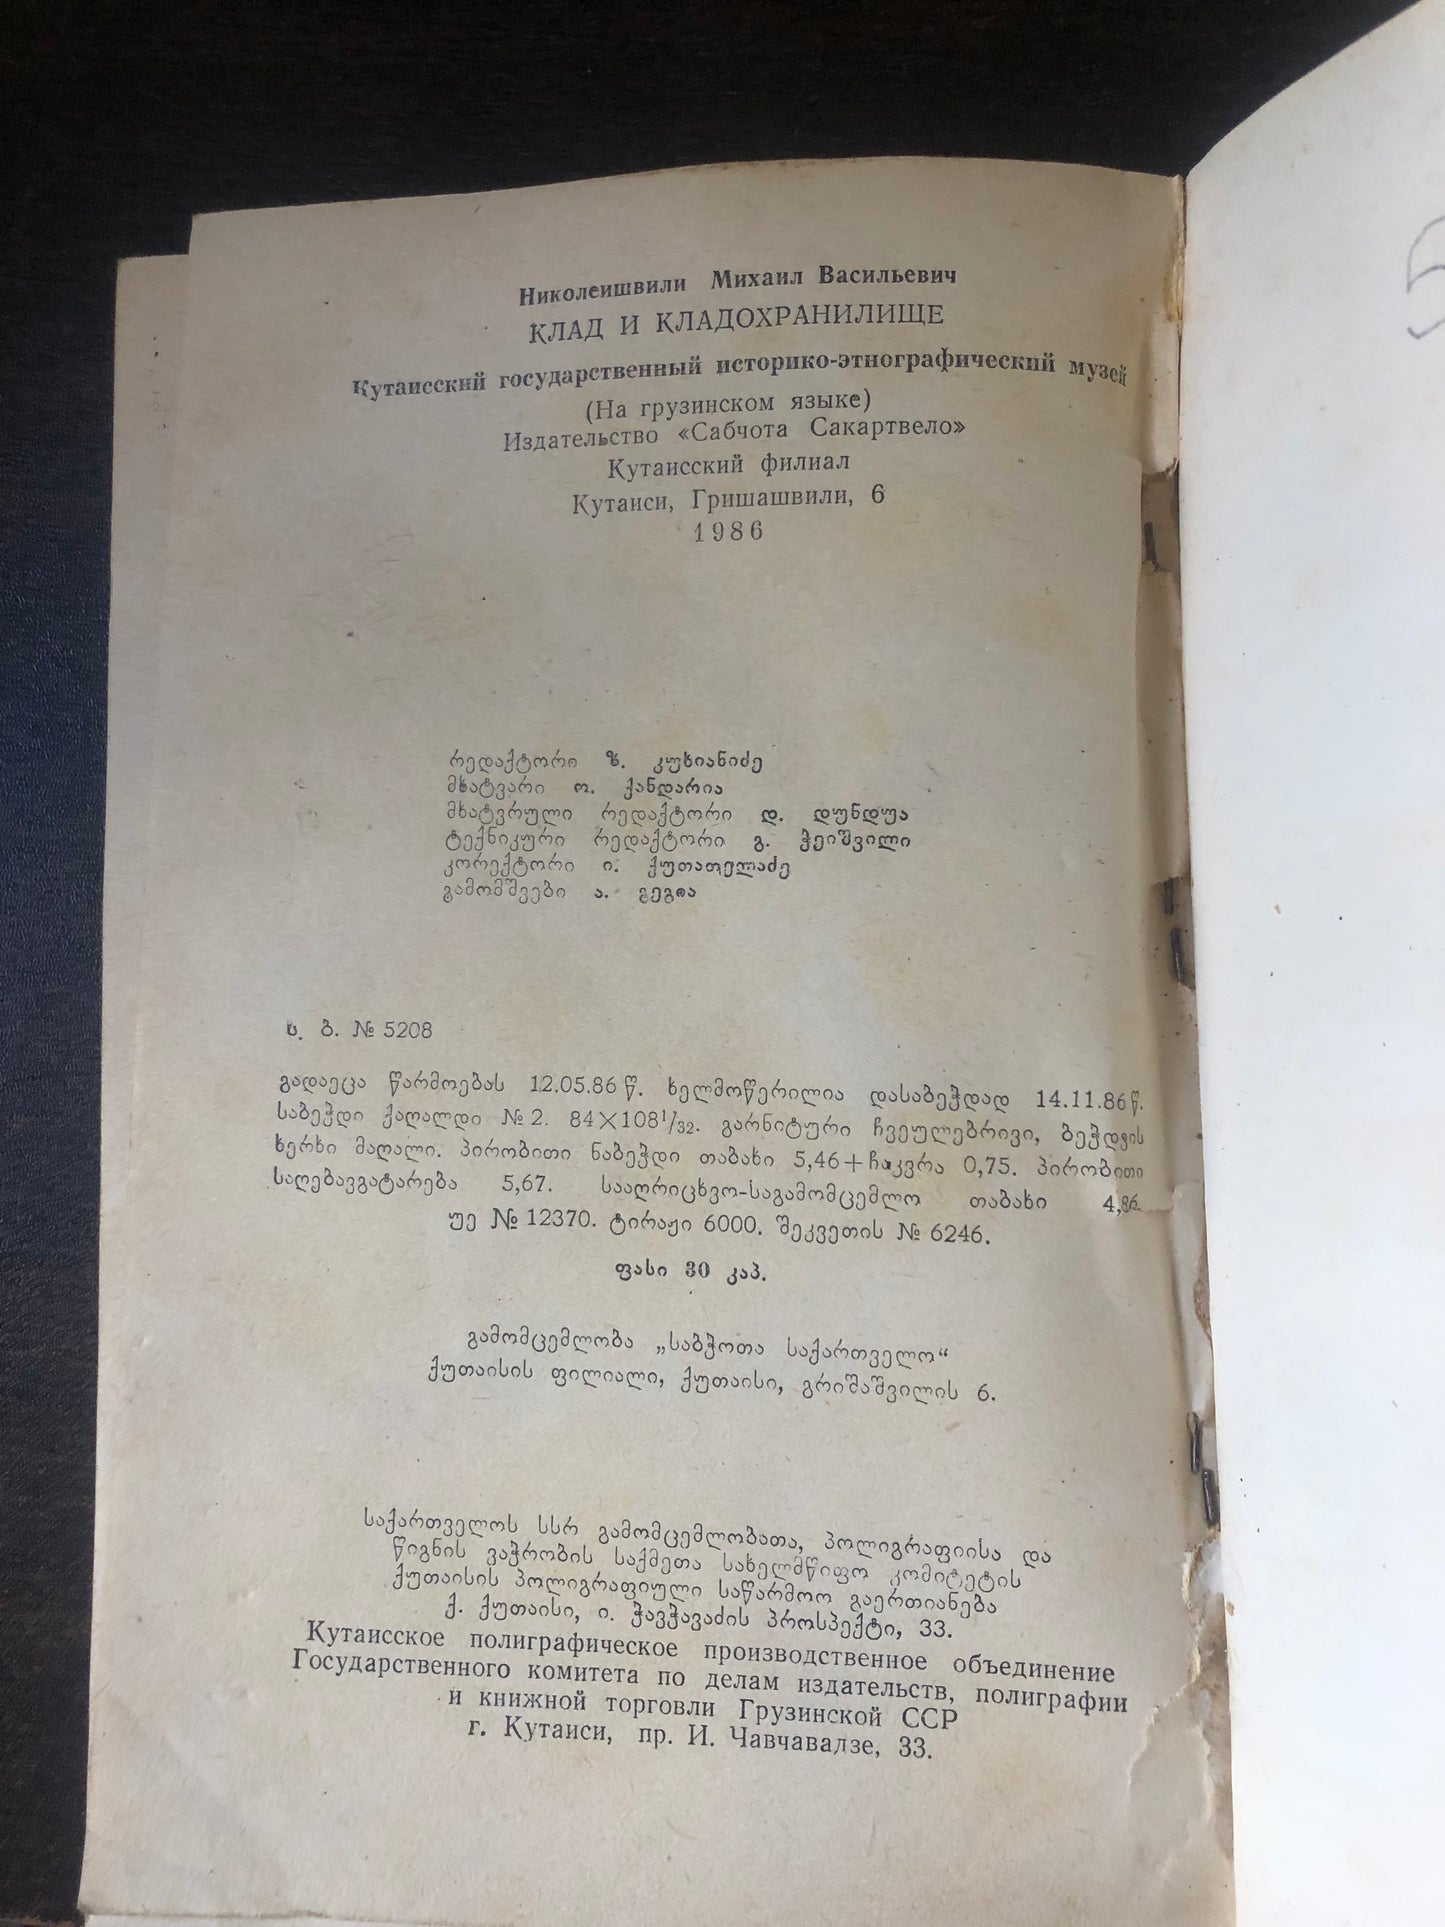 Николеишвили Михаил Васильевич
КЛАД И КЛАДОХРАНИЛИЩЕ
Кутаисский государственный историко-этнографический музей
(На грузинском языке)
Издательство «Сабчота Сакартвело»
Кутаисский филиал
Кутаиси, Гришашвили, 6
1986
რედაქტორი ზ. კუხიანიძე
მხატვარი ო. ქანდარია
მხატვრული რედაქტორი დ. დუნდუა
ტექნიკური რედაქტორი გ. ჭეიშვილი
კორექტორი ი. ქუთათელაძე
გამომშვები ა. გეგია
ს. ბ. № 5208
გადაეცა წარმოებას 12.05.86 წ. ხელმოწერილია დასაბეჭდად 14.11.86 წ.
საბეჭდი ქაღალდი № 2. 84×108¹/₃₂. გარნიტური ჩვეულებრივი, ბეჭდვის
ხერხი მაღალი. პირობითი ნაბეჭდი თაბახი 5,46+ჩაკვრა 0,75. პირობითი
საღებავგატარება 5,67. სააღრიცხვო-საგამომცემლო თაბახი 4,86.
უე № 12370. ტირაჟი 6000. შეკვეთის № 6246.
ფასი 30 კაპ.
გამომცემლობა „საბჭოთა საქართველო“
ქუთაისის ფილიალი, ქუთაისი, გრიშაშვილის 6.
საქართველოს სსრ გამომცემლობათა, პოლიგრაფიისა და
წიგნის ვაჭრობის საქმეთა სახელმწიფო კომიტეტის
ქუთაისის პოლიგრაფიული საწარმოო გაერთიანება
ქ. ქუთაისი, ი. ჭავჭავაძის პროსპექტი, 33.
Кутаисское полиграфическое производственное объединение
Государственного комитета по делам издательств, полиграфии
и книжной торговли Грузинской ССР
г. Кутаиси, пр. И. Чавчавадзе, 33.